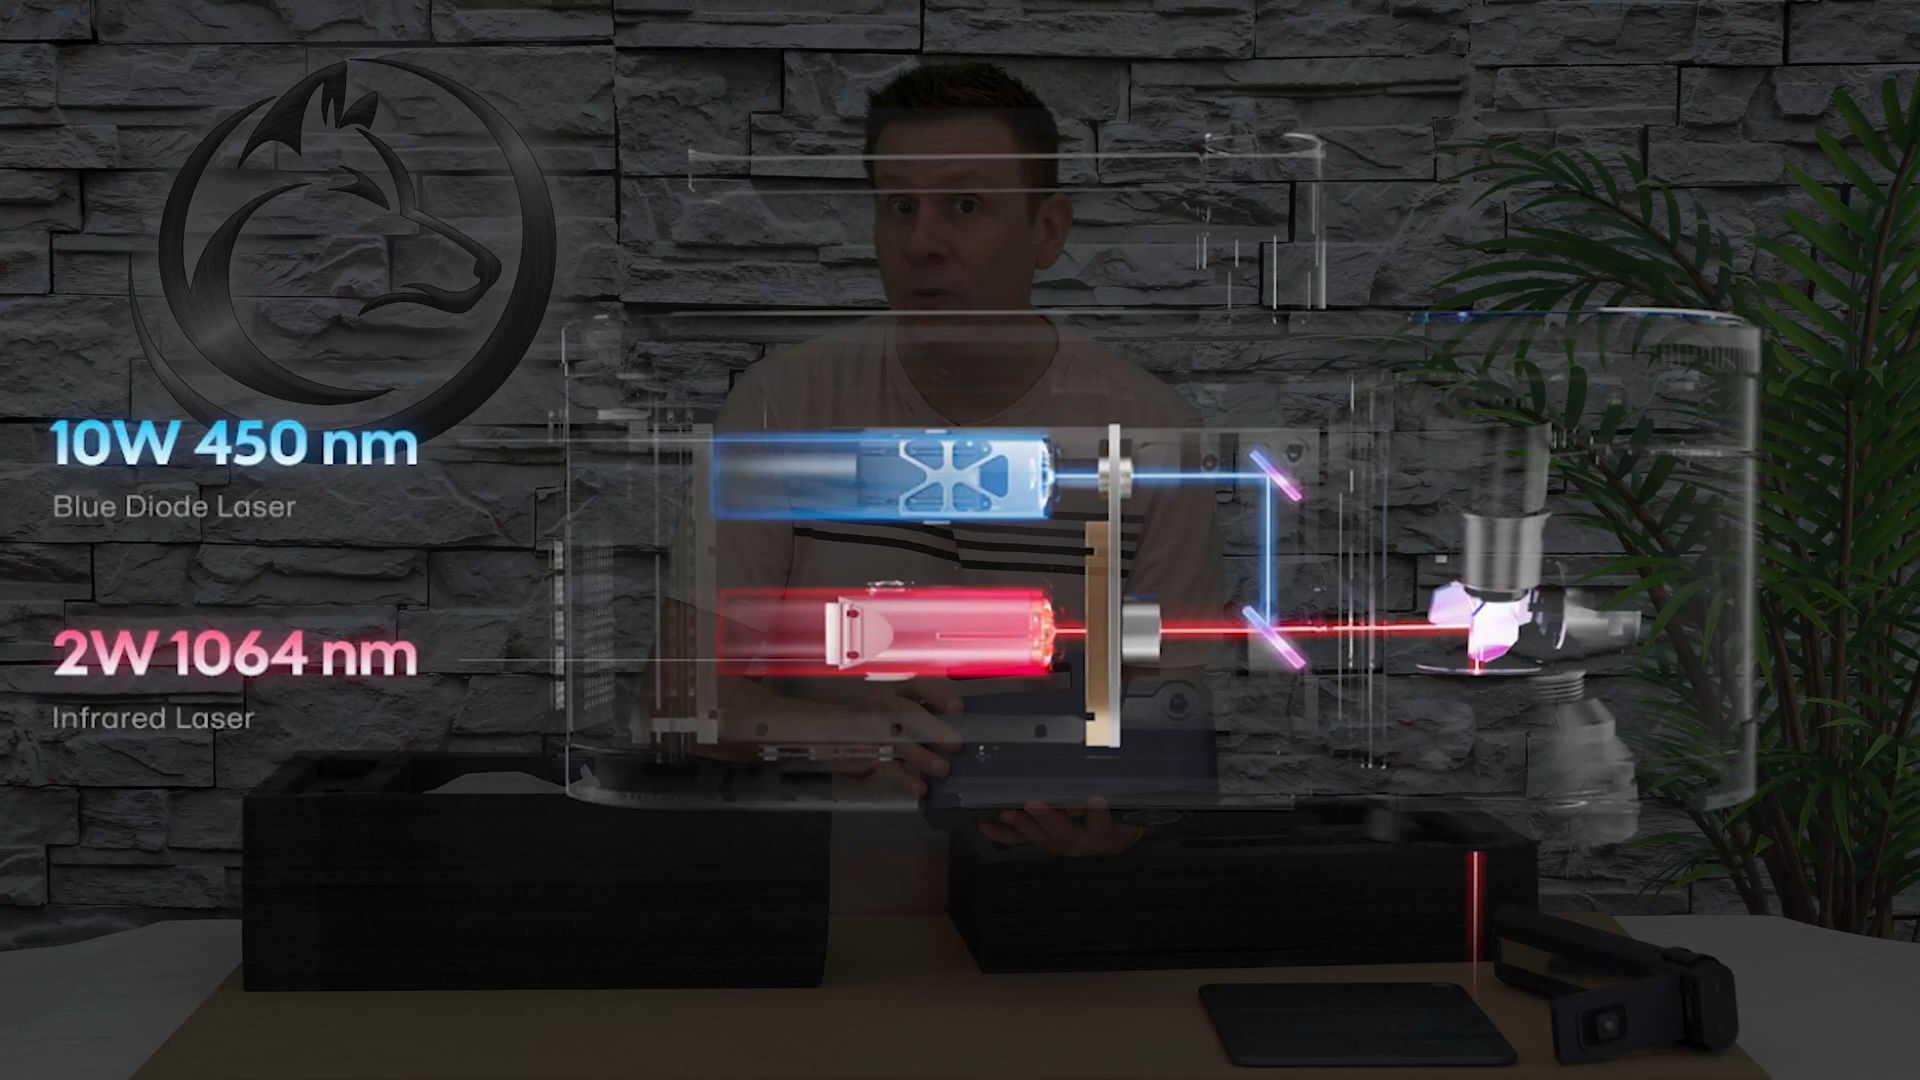 10W 450 nm
Blue Diode Laser
2W 1064 nm
Infrared Laser